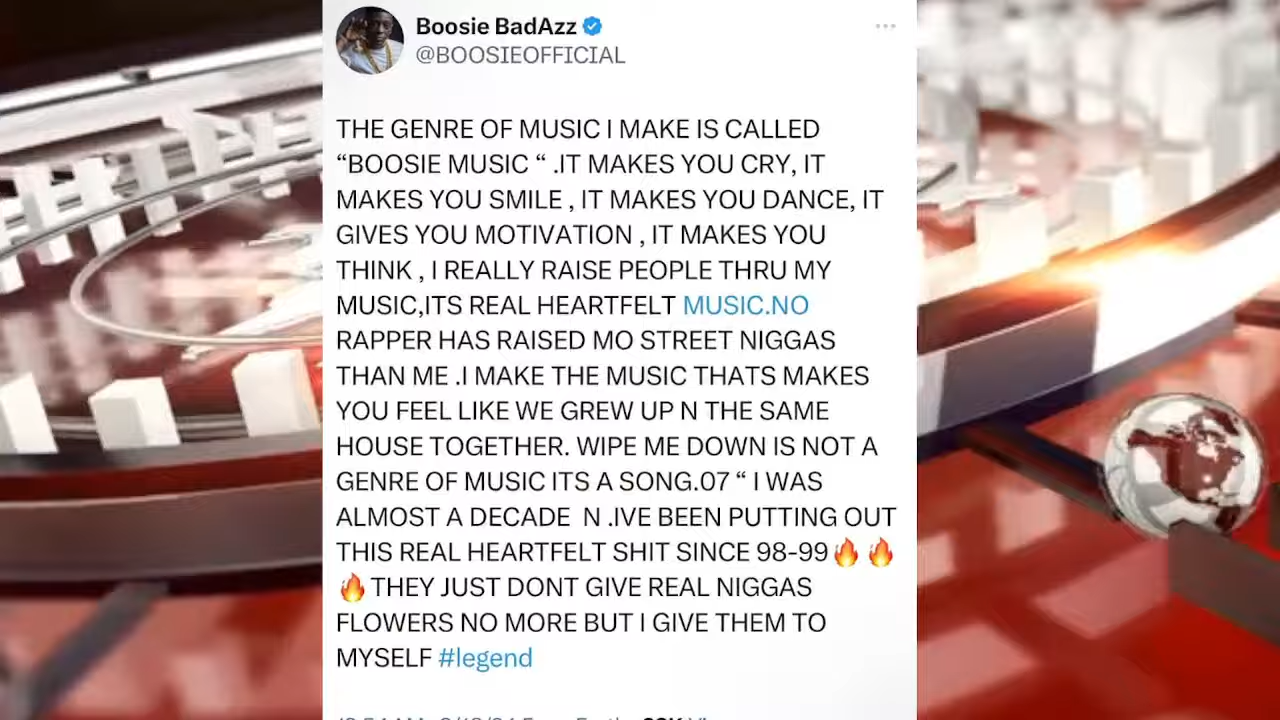 Boosie BadAzz
@BOOSIEOFFICIAL
THE GENRE OF MUSIC I MAKE IS CALLED
“BOOSIE MUSIC “ .IT MAKES YOU CRY, IT
MAKES YOU SMILE , IT MAKES YOU DANCE, IT
GIVES YOU MOTIVATION , IT MAKES YOU
THINK , I REALLY RAISE PEOPLE THRU MY
MUSIC,ITS REAL HEARTFELT MUSIC.NO
RAPPER HAS RAISED MO STREET NIGGAS
THAN ME .I MAKE THE MUSIC THATS MAKES
YOU FEEL LIKE WE GREW UP N THE SAME
HOUSE TOGETHER. WIPE ME DOWN IS NOT A
GENRE OF MUSIC ITS A SONG.07 “ I WAS
ALMOST A DECADE N .IVE BEEN PUTTING OUT
THIS REAL HEARTFELT SHIT SINCE 98-99🔥🔥
🔥THEY JUST DONT GIVE REAL NIGGAS
FLOWERS NO MORE BUT I GIVE THEM TO
MYSELF #legend